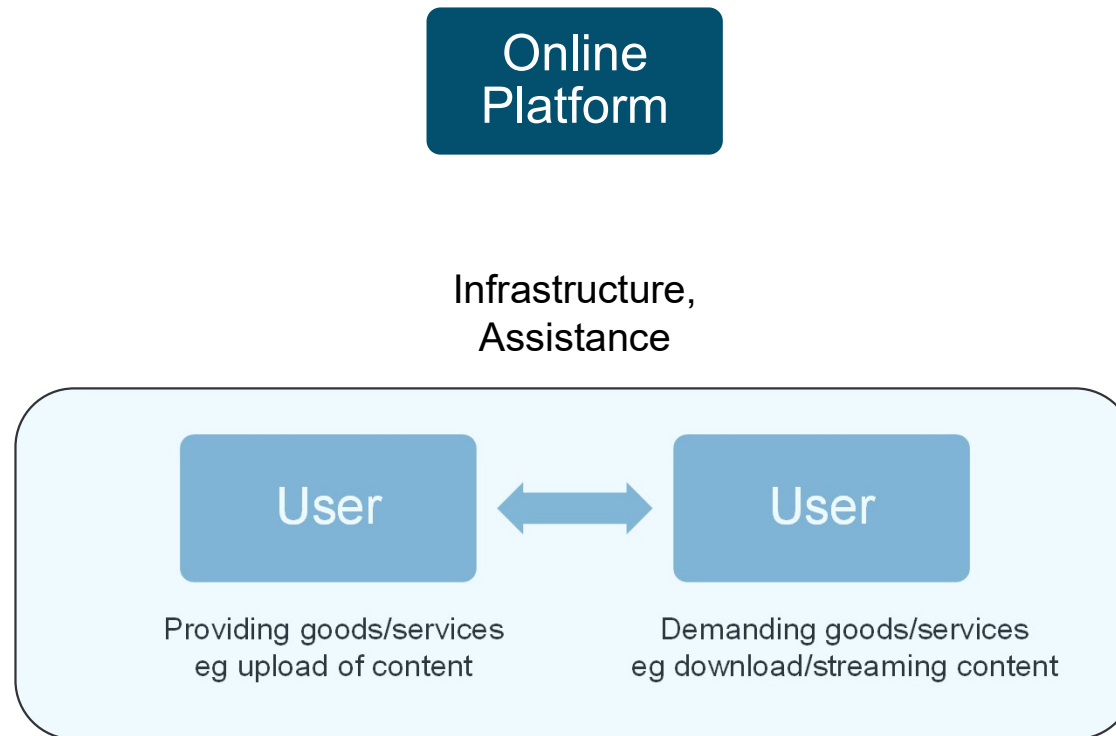 Online
Platform
Infrastructure,
Assistance
User
User
Providing goods/services
eg upload of content
Demanding goods/services
eg download/streaming content